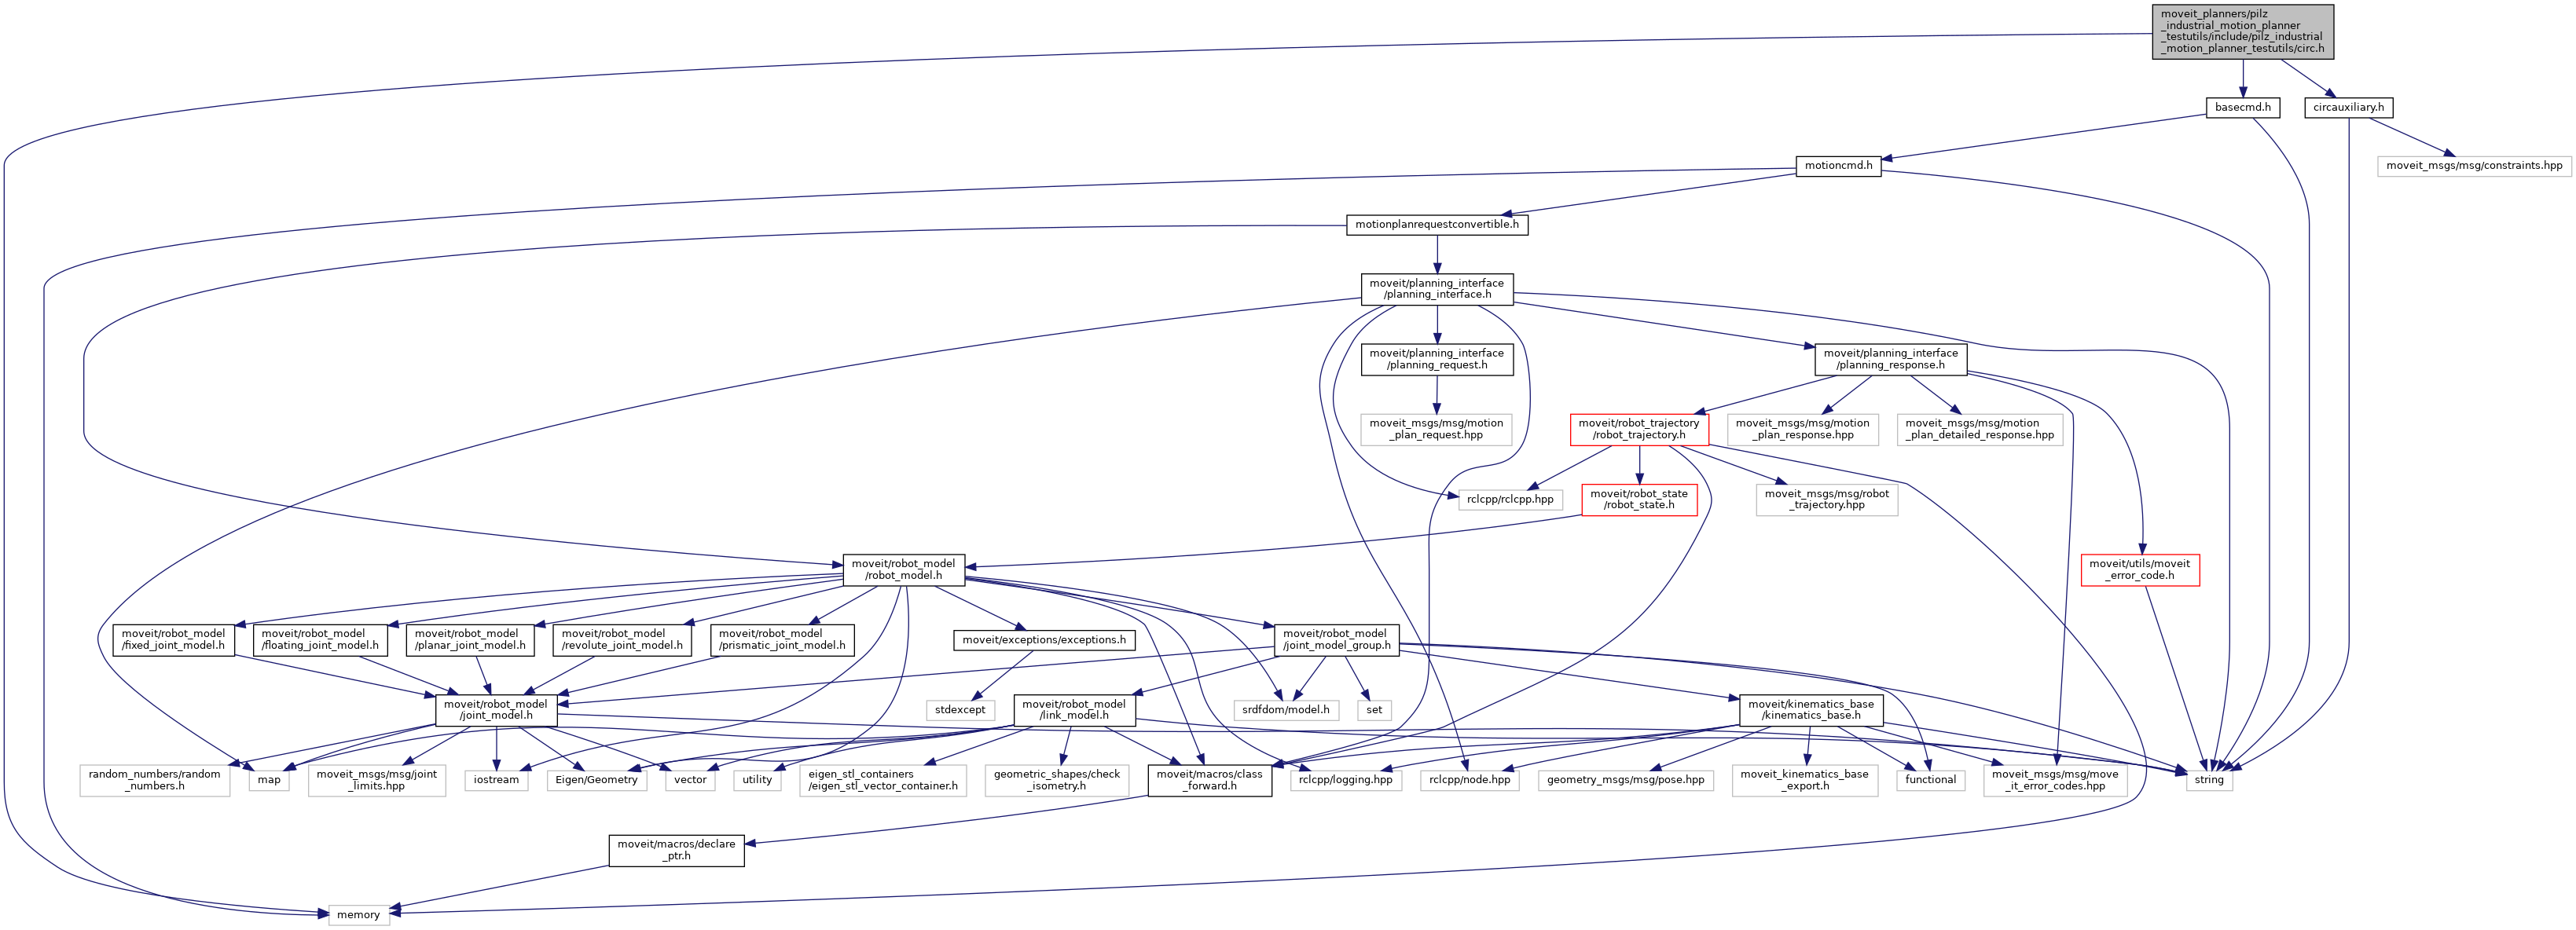 moveit_planners/pilz
_industrial_motion_planner
_testutils/include/pilz_industrial
_motion_planner_testutils/circ.h
basecmd.h
circauxiliary.h
motioncmd.h
moveit_msgs/msg/constraints.hpp
motionplanrequestconvertible.h
moveit/planning_interface
/planning_interface.h
moveit/planning_interface
/planning_request.h
moveit/planning_interface
/planning_response.h
moveit_msgs/msg/motion
_plan_request.hpp
moveit/robot_trajectory
/robot_trajectory.h
moveit_msgs/msg/motion
_plan_response.hpp
moveit_msgs/msg/motion
_plan_detailed_response.hpp
rclcpp/rclcpp.hpp
moveit/robot_state
/robot_state.h
moveit_msgs/msg/robot
_trajectory.hpp
moveit/robot_model
/robot_model.h
moveit/utils/moveit
_error_code.h
moveit/robot_model
/fixed_joint_model.h
moveit/robot_model
/floating_joint_model.h
moveit/robot_model
/planar_joint_model.h
moveit/robot_model
/revolute_joint_model.h
moveit/robot_model
/prismatic_joint_model.h
moveit/exceptions/exceptions.h
moveit/robot_model
/joint_model_group.h
moveit/robot_model
/joint_model.h
stdexcept
moveit/robot_model
/link_model.h
srdfdom/model.h
set
moveit/kinematics_base
/kinematics_base.h
random_numbers/random
_numbers.h
map
moveit_msgs/msg/joint
_limits.hpp
iostream
Eigen/Geometry
vector
utility
eigen_stl_containers
/eigen_stl_vector_container.h
geometric_shapes/check
_isometry.h
moveit/macros/class
_forward.h
rclcpp/logging.hpp
rclcpp/node.hpp
geometry_msgs/msg/pose.hpp
moveit_kinematics_base
_export.h
functional
moveit_msgs/msg/move
_it_error_codes.hpp
string
moveit/macros/declare
_ptr.h
memory